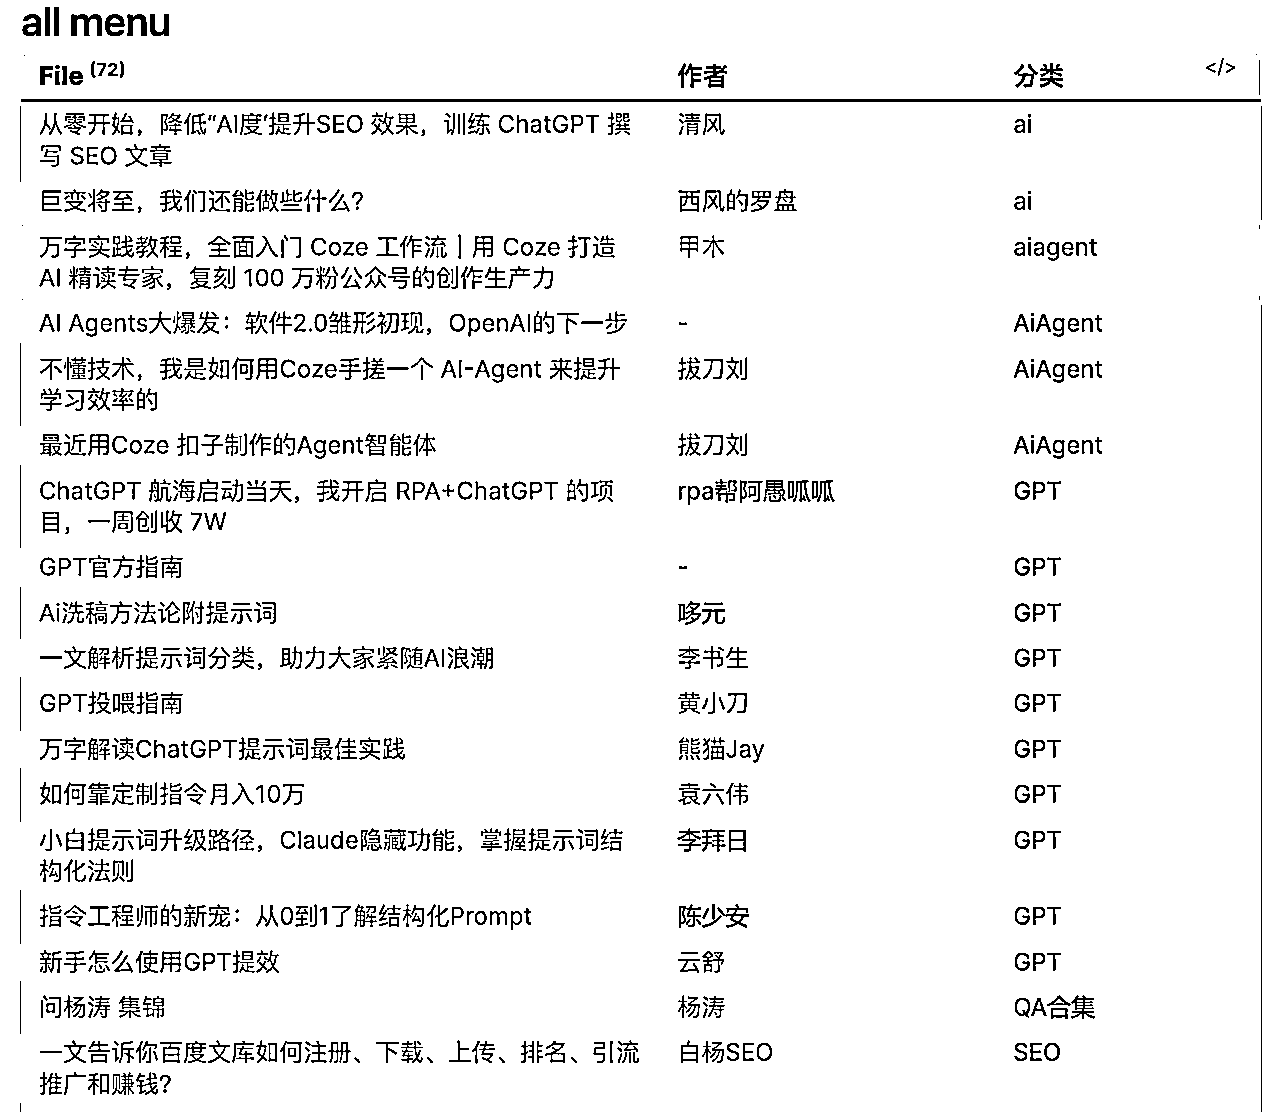 all menu
File (72) 作者 分类 </>
从零开始，降低“AI度‘提升SEO 效果，训练 ChatGPT 撰 清风 ai
写 SEO 文章
巨变将至，我们还能做些什么？ 西风的罗盘 ai
万字实践教程，全面入门 Coze 工作流｜用 Coze 打造 甲木 aiagent
AI 精读专家，复刻 100 万粉公众号的创作生产力
AI Agents大爆发：软件2.0雏形初现，OpenAI的下一步 - AiAgent
不懂技术，我是如何用Coze手搓一个 AI-Agent 来提升 拔刀刘 AiAgent
学习效率的
最近用Coze 扣子制作的Agent智能体 拔刀刘 AiAgent
ChatGPT 航海启动当天，我开启 RPA+ChatGPT 的项 rpa帮阿愚呱呱 GPT
目，一周创收 7W
GPT官方指南 - GPT
Ai洗稿方法论附提示词 哆元 GPT
一文解析提示词分类，助力大家紧随AI浪潮 李书生 GPT
GPT投喂指南 黄小刀 GPT
万字解读ChatGPT提示词最佳实践 熊猫Jay GPT
如何靠定制指令月入10万 袁六伟 GPT
小白提示词升级路径，Claude隐藏功能，掌握提示词结 李拜日 GPT
构化法则
指令工程师的新宠：从0到1了解结构化Prompt 陈少安 GPT
新手怎么使用GPT提效 云舒 GPT
问杨涛 集锦 杨涛 QA合集
一文告诉你百度文库如何注册、下载、上传、排名、引流 白杨SEO SEO
推广和赚钱？